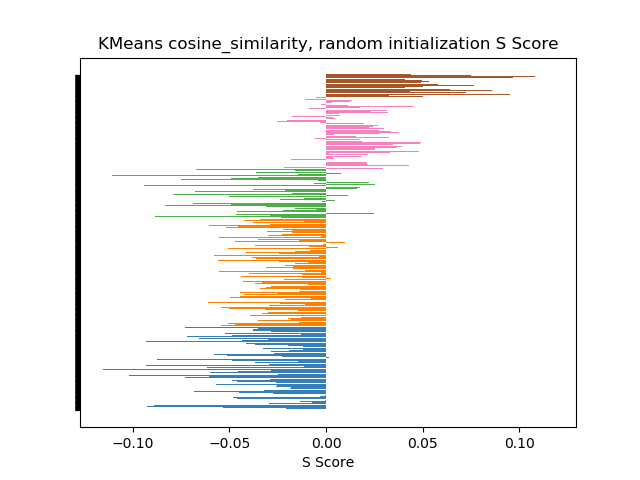 KMeans cosine_similarity, random initialization S Score
−0.10 −0.05 0.00 0.05 0.10
S Score